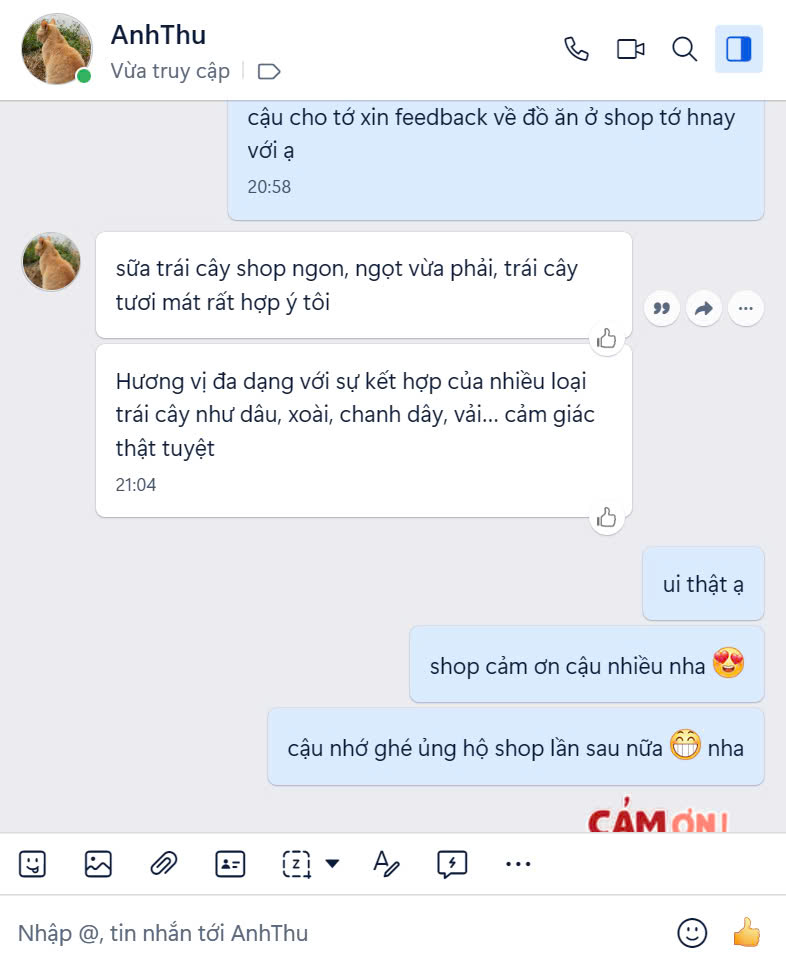 AnhThu
Vừa truy cập
cậu cho tớ xin feedback về đồ ăn ở shop tớ hnay
với ạ
20:58
sữa trái cây shop ngon, ngọt vừa phải, trái cây
tươi mát rất hợp ý tôi
Hương vị đa dạng với sự kết hợp của nhiều loại
trái cây như dâu, xoài, chanh dây, vải... cảm giác
thật tuyệt
21:04
ui thật ạ
shop cảm ơn cậu nhiều nha 😍
cậu nhớ ghé ủng hộ shop lần sau nữa 😁 nha
CẢM ƠN!
Nhập @, tin nhắn tới AnhThu